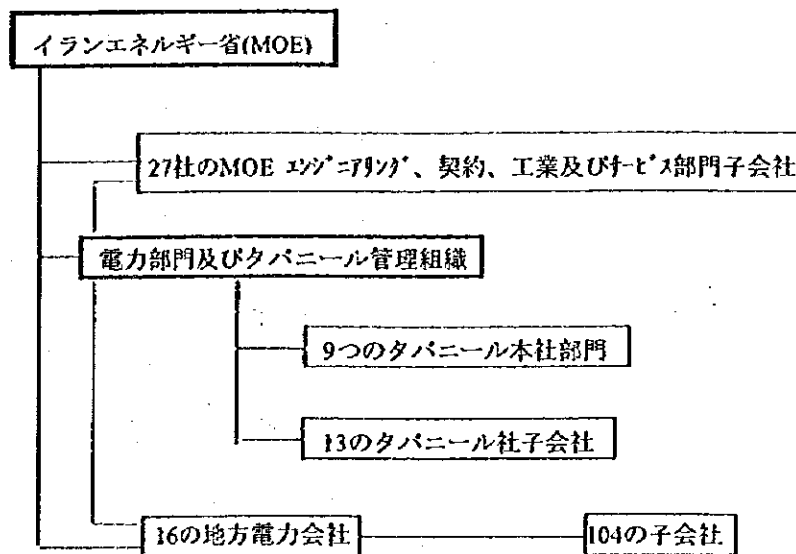 イランエネルギー省(MOE)
27社のMOE エンジニアリング、契約、工業及びサービス部門子会社
電力部門及びタバニール管理組織
9つのタバニール本社部門
13のタバニール社子会社
16の地方電力会社
104の子会社